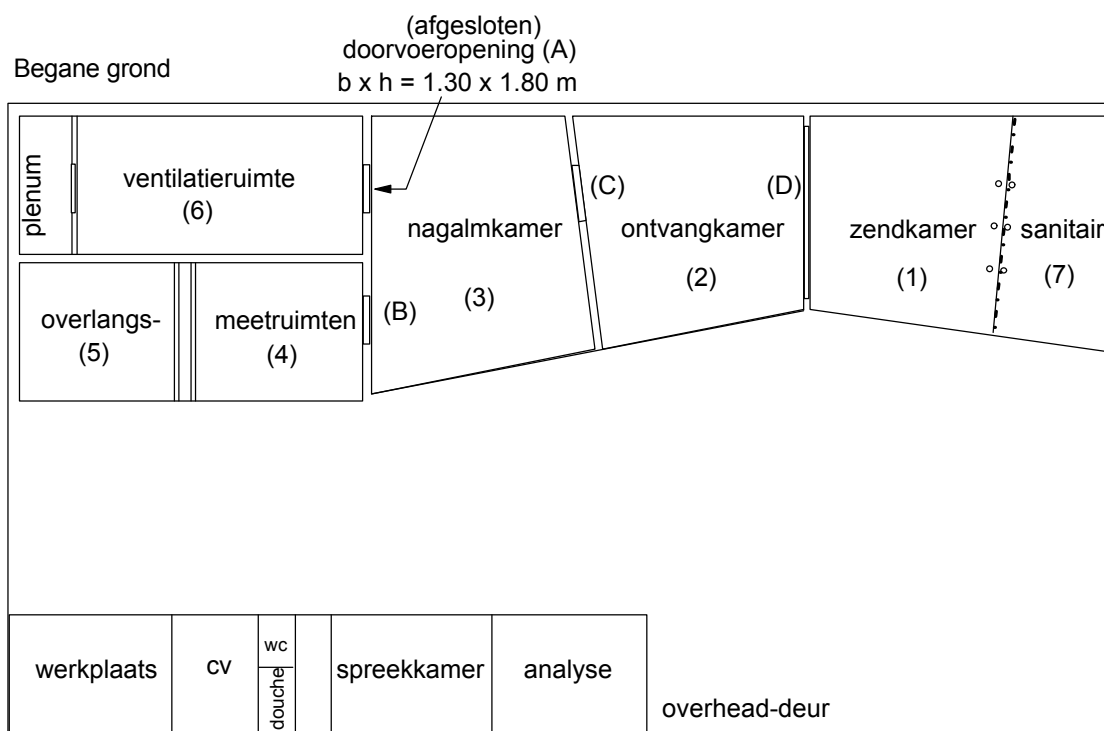 (afgesloten)
doorvoeropening (A)
b x h = 1.30 x 1.80 m
Begane grond
plenum
ventilatieruimte
(6)
(C)
(D)
nagalmkamer
(3)
ontvangkamer
(2)
zendkamer
(1)
sanitair
(7)
overlangs-
(5)
meetruimten
(4)
(B)
werkplaats
cv
wc
douche
spreekkamer
analyse
overhead-deur